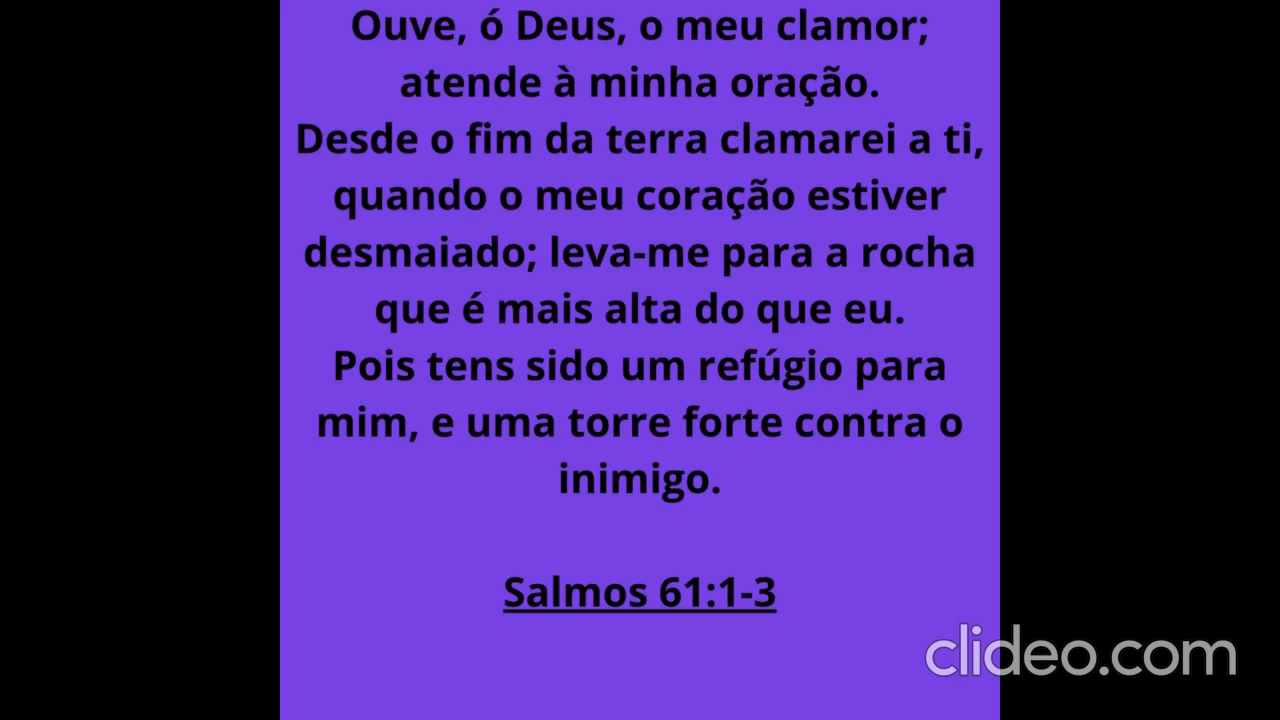 Ouve, ó Deus, o meu clamor;
atende à minha oração.
Desde o fim da terra clamarei a ti,
quando o meu coração estiver
desmaiado; leva-me para a rocha
que é mais alta do que eu.
Pois tens sido um refúgio para
mim, e uma torre forte contra o
inimigo.
Salmos 61:1-3
clideo.com